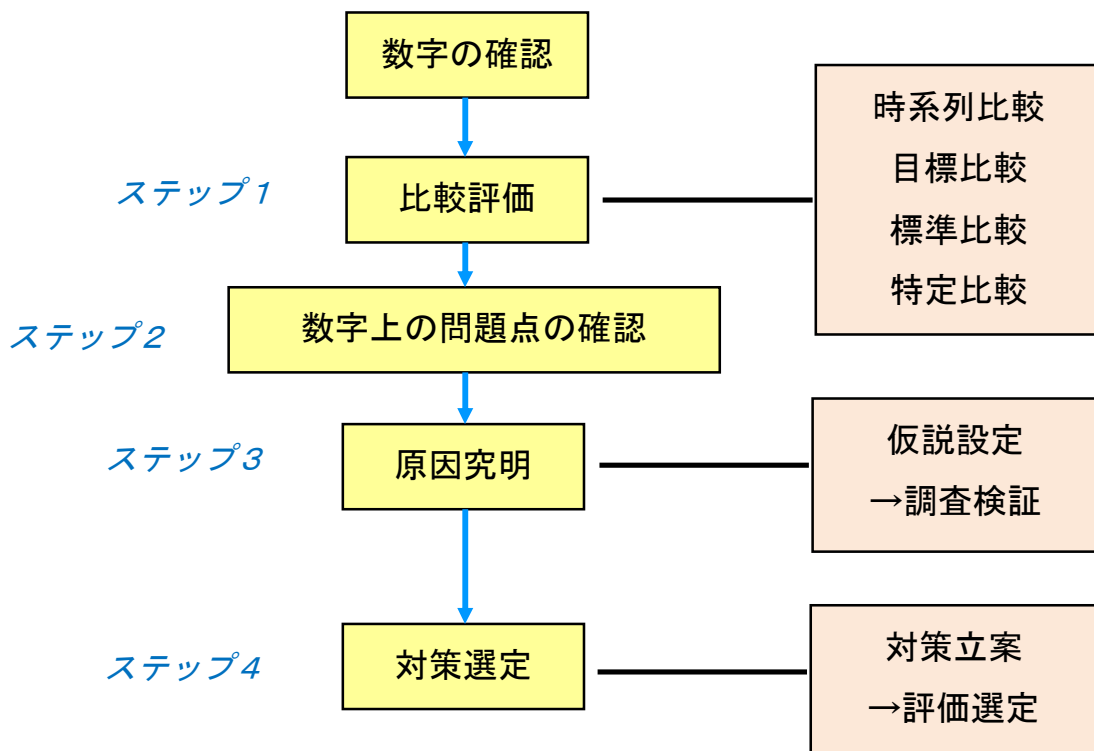 数字の確認
ステップ１
比較評価
時系列比較
目標比較
標準比較
特定比較
ステップ２
数字上の問題点の確認
ステップ３
原因究明
仮説設定
→調査検証
ステップ４
対策選定
対策立案
→評価選定